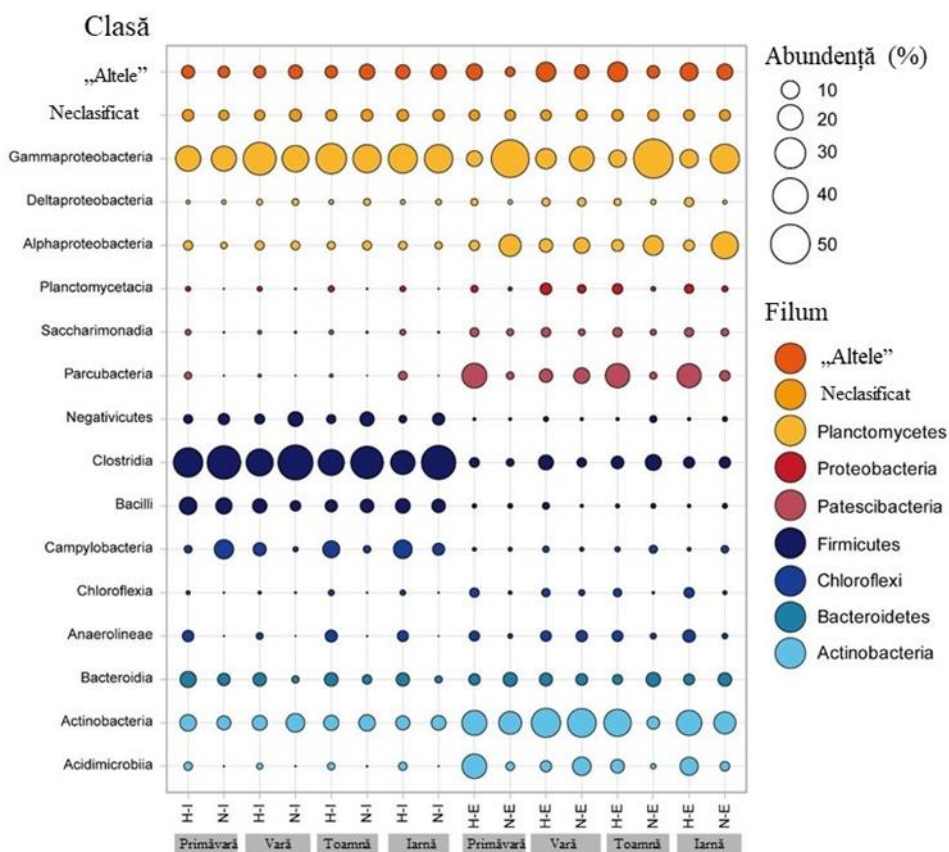 Clasă
„Altele”
Neclasificat
Gammaproteobacteria
Deltaproteobacteria
Alphaproteobacteria
Planctomycetacia
Saccharimonadia
Parcubacteria
Negativicutes
Clostridia
Bacilli
Campylobacteria
Chloroflexia
Anaerolineae
Bacteroidia
Actinobacteria
Acidimicrobiia
H-I N-I H-I N-I H-I N-I H-I N-I H-E N-E H-E N-E H-E N-E H-E N-E
Primăvară Vară Toamnă Iarnă Primăvară Vară Toamnă Iarnă
Abundență (%)
10
20
30
40
50
Filum
„Altele”
Neclasificat
Planctomycetes
Proteobacteria
Patescibacteria
Firmicutes
Chloroflexi
Bacteroidetes
Actinobacteria